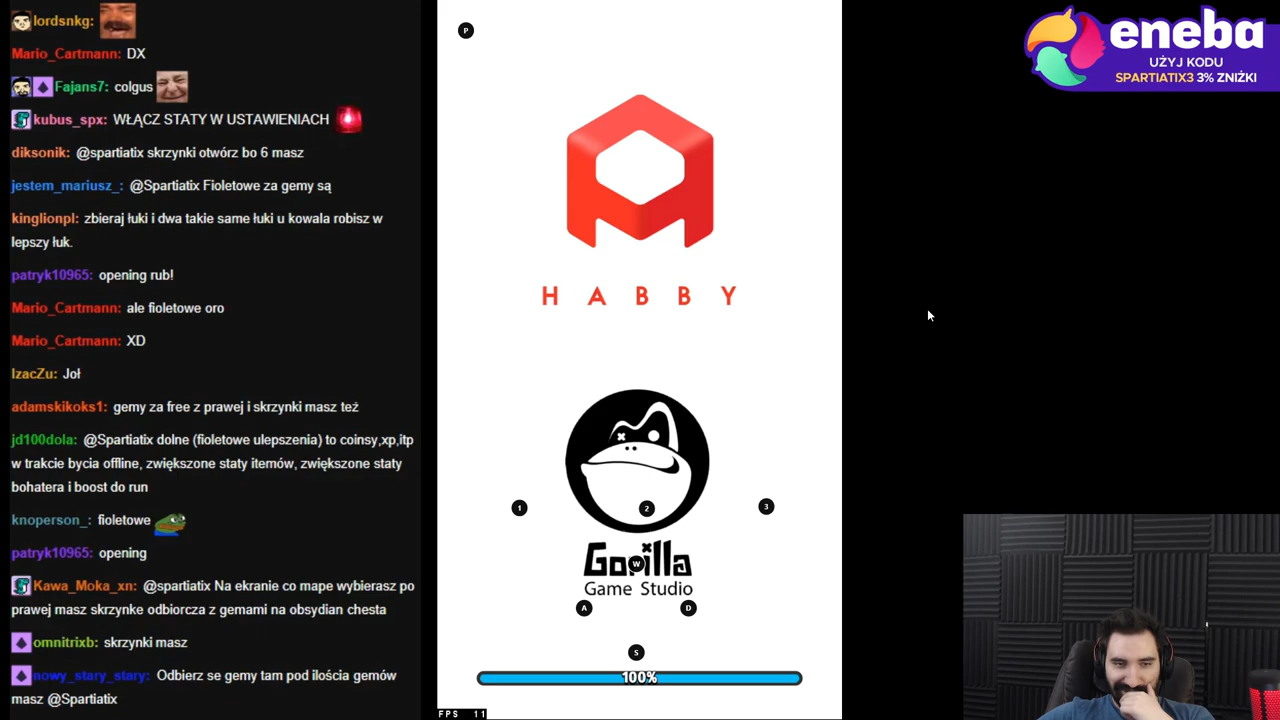 lordsnkg:
Mario_Cartmann: DX
Fajans7: colgus
kubus_spx: WŁĄCZ STATY W USTAWIENIACH
diksonik: @spartiatix skrzynki otwórz bo 6 masz
jestem_mariusz_: @Spartiatix Fioletowe za gemy są
kinglionpl: zbieraj łuki i dwa takie same łuki u kowala robisz w
lepszy łuk.
patryk10965: opening rub!
Mario_Cartmann: ale fioletowe oro
Mario_Cartmann: XD
IzacZu: Joł
adamskikoks1: gemy za free z prawej i skrzynki masz też
jd100dola: @Spartiatix dolne (fioletowe ulepszenia) to coinsy,xp,itp
w trakcie bycia offline, zwiększone staty itemów, zwiększone staty
bohatera i boost do run
knoperson_: fioletowe
patryk10965: opening
Kawa_Moka_xn: @spartiatix Na ekranie co mape wybierasz po
prawej masz skrzynke odbiorcza z gemami na obsydian chesta
omnitrixb: skrzynki masz
nowy_stary_stary: Odbierz se gemy tam pod ilościa gemów
masz @Spartiatix
P
HABBY
1
2
3
Gorilla
W
Game Studio
A
D
S
100%
FPS 11
eneba
UŻYJ KODU
SPARTIATIX3 3% ZNIŻKI